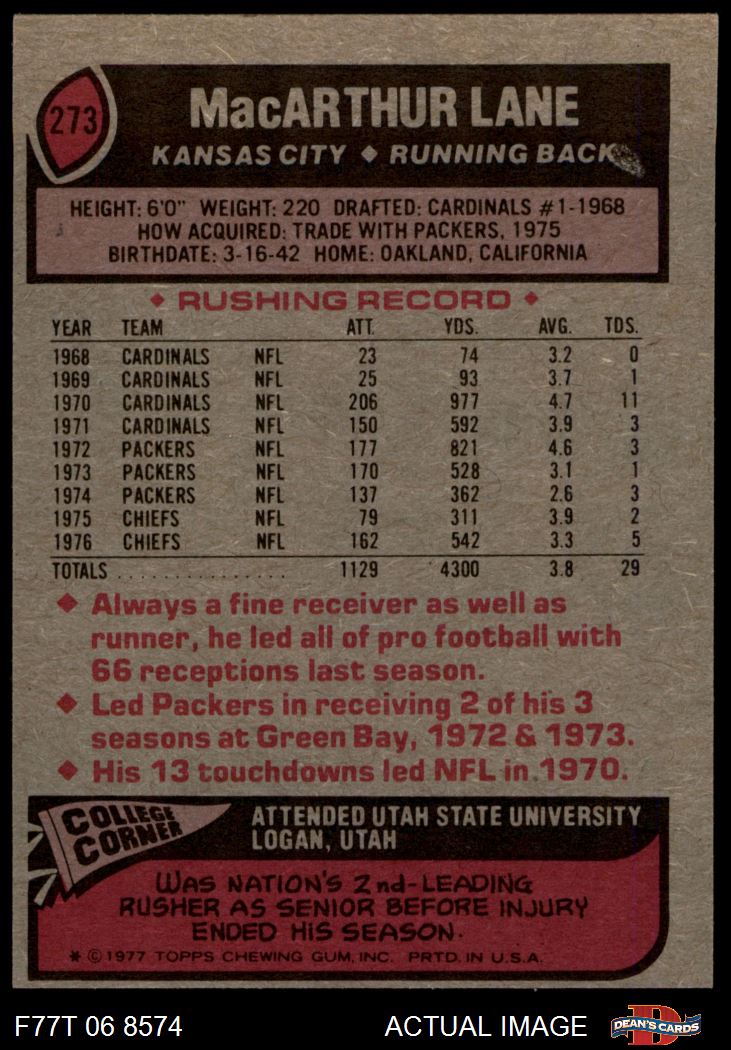 273
MacARTHUR LANE
KANSAS CITY ◆ RUNNING BACK
HEIGHT: 6'0" WEIGHT: 220 DRAFTED: CARDINALS #1-1968
HOW ACQUIRED: TRADE WITH PACKERS, 1975
BIRTHDATE: 3-16-42 HOME: OAKLAND, CALIFORNIA
◆ RUSHING RECORD ◆
YEAR TEAM ATT. YDS. AVG. TDS.
1968 CARDINALS NFL 23 74 3.2 0
1969 CARDINALS NFL 25 93 3.7 1
1970 CARDINALS NFL 206 977 4.7 11
1971 CARDINALS NFL 150 592 3.9 3
1972 PACKERS NFL 177 821 4.6 3
1973 PACKERS NFL 170 528 3.1 1
1974 PACKERS NFL 137 362 2.6 3
1975 CHIEFS NFL 79 311 3.9 2
1976 CHIEFS NFL 162 542 3.3 5
TOTALS ................ 1129 4300 3.8 29
◆ Always a fine receiver as well as
runner, he led all of pro football with
66 receptions last season.
◆ Led Packers in receiving 2 of his 3
seasons at Green Bay, 1972 & 1973.
◆ His 13 touchdowns led NFL in 1970.
COLLEGE
CORNER
ATTENDED UTAH STATE UNIVERSITY
LOGAN, UTAH
WAS NATION'S 2nd-LEADING
RUSHER AS SENIOR BEFORE INJURY
ENDED HIS SEASON.
* © 1977 TOPPS CHEWING GUM, INC. PRTD. IN U.S.A.
F77T 06 8574 ACTUAL IMAGE
D
DEAN'S CARDS